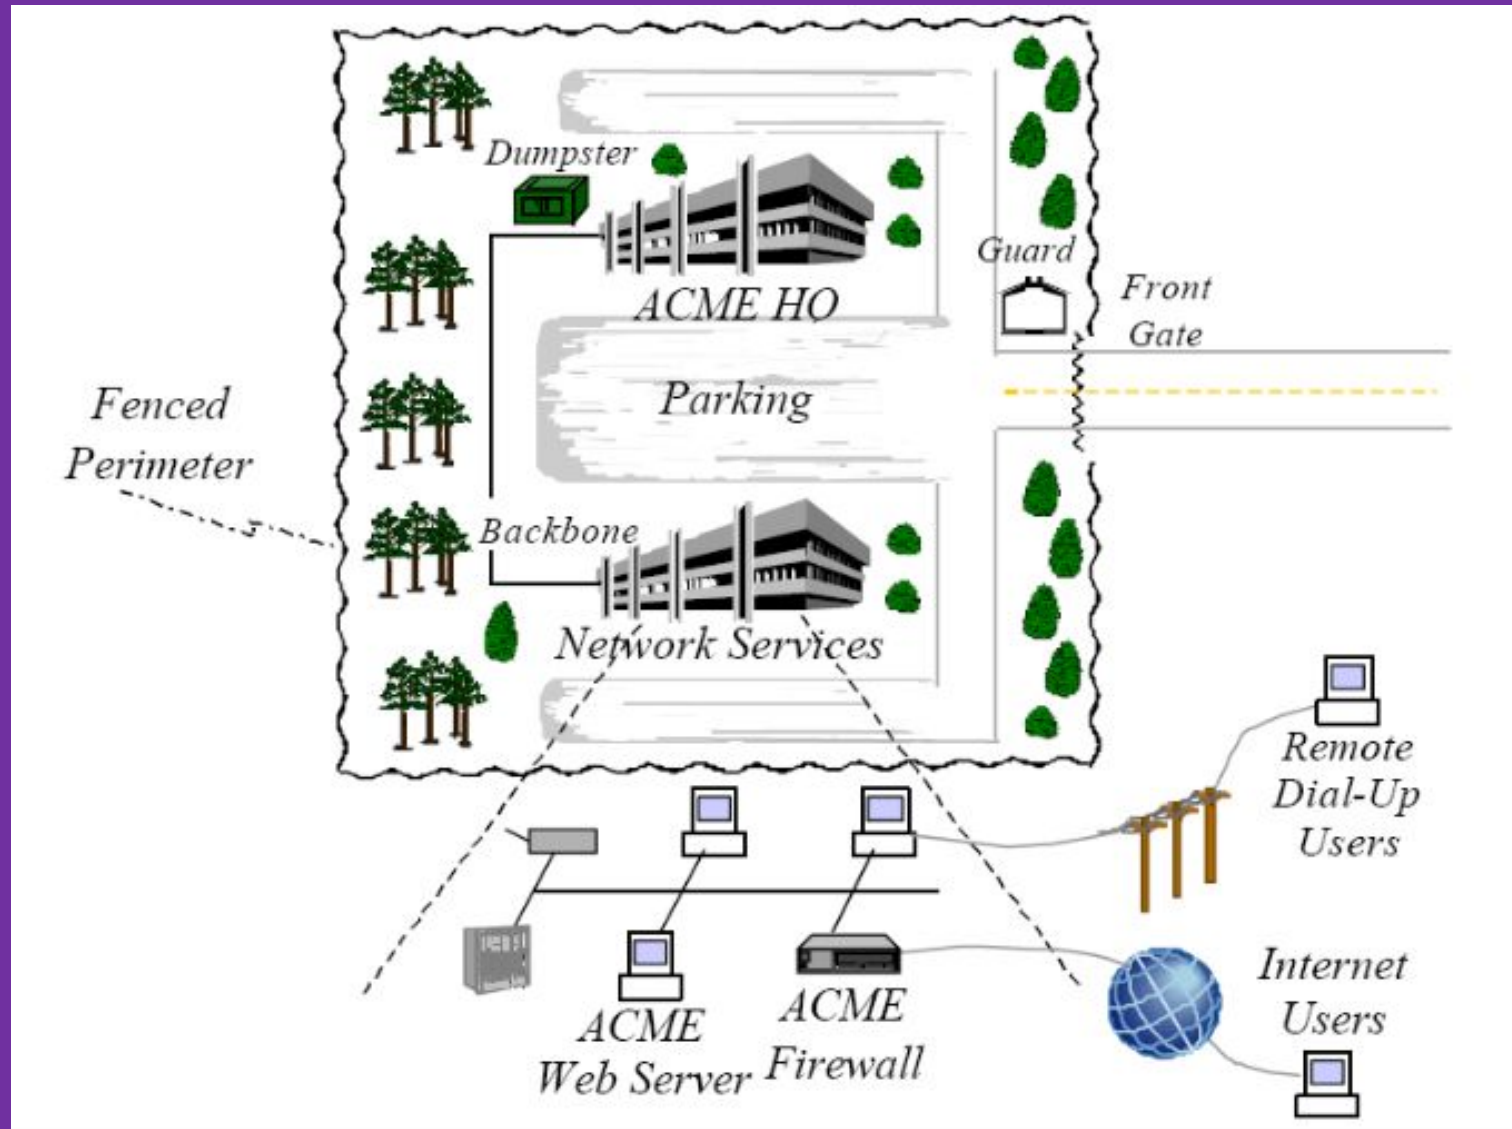 Dumpster
ACME HQ
Guard
Front
Gate
Parking
Fenced
Perimeter
Backbone
Network Services
Remote
Dial-Up
Users
Internet
Users
ACME
Web Server
ACME
Firewall